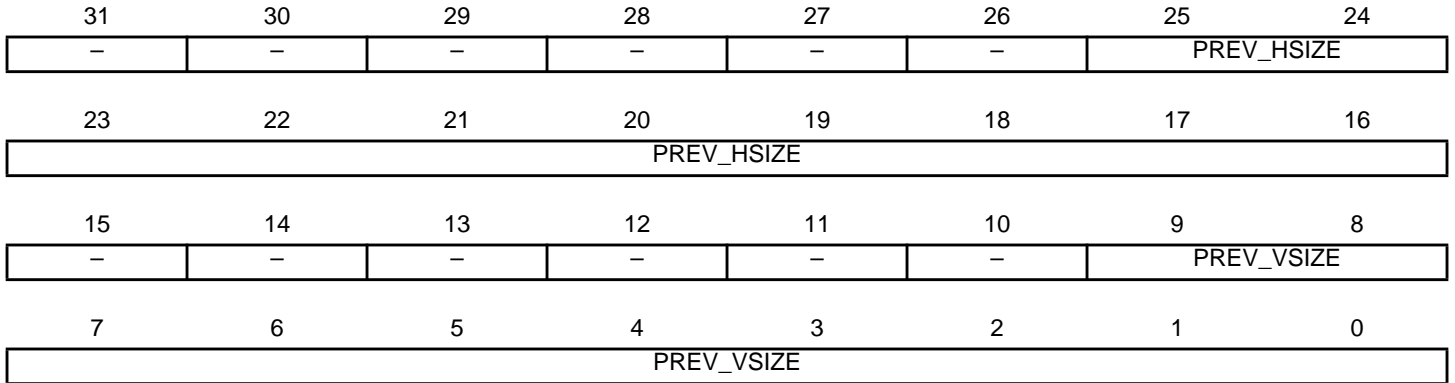 31 30 29 28 27 26 25 24
– – – – – – PREV_HSIZE
23 22 21 20 19 18 17 16
PREV_HSIZE
15 14 13 12 11 10 9 8
– – – – – – PREV_VSIZE
7 6 5 4 3 2 1 0
PREV_VSIZE